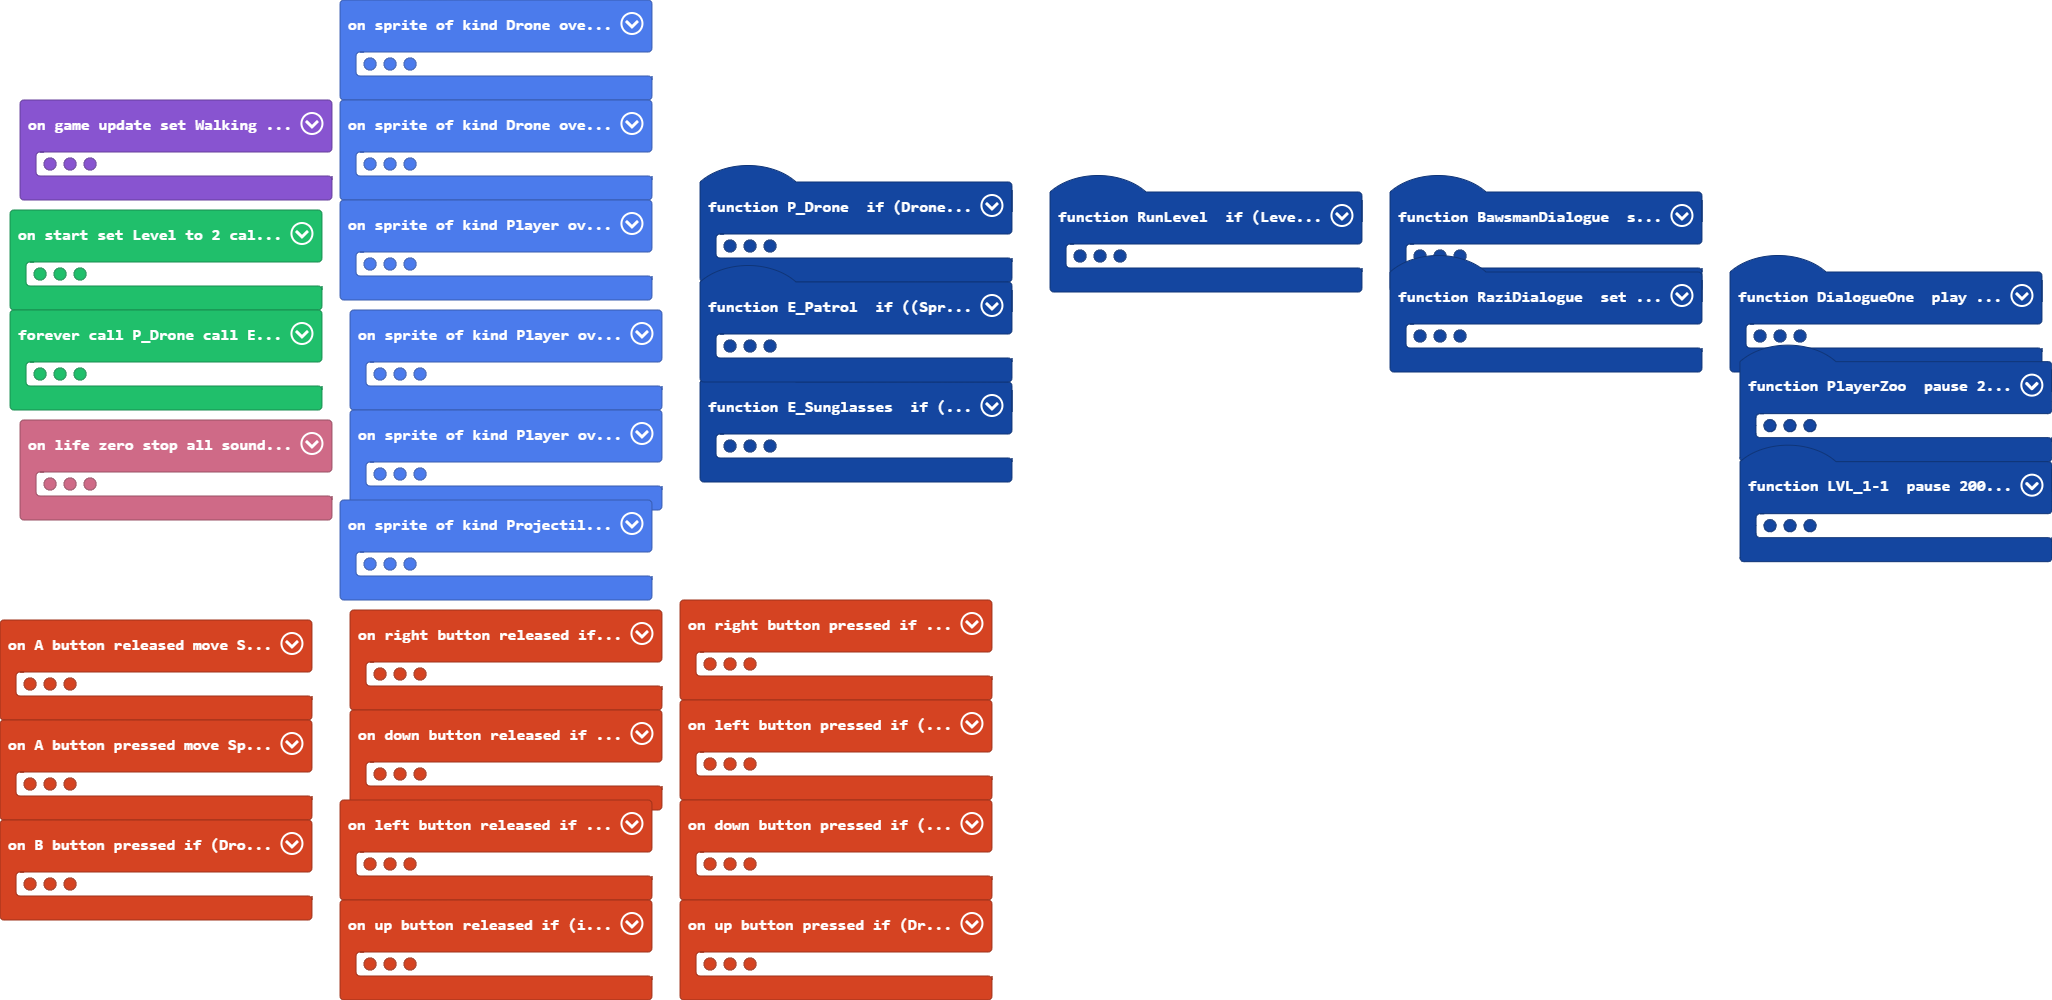 on game update set Walking ...
on start set Level to 2 cal...
forever call P_Drone call E...
on life zero stop all sound...
on sprite of kind Drone ove...
on sprite of kind Drone ove...
on sprite of kind Player ov...
on sprite of kind Player ov...
on sprite of kind Player ov...
on sprite of kind Projectil...
function P_Drone  if (Drone...
function E_Patrol  if ((Spr...
function E_Sunglasses  if (...
function RunLevel  if (Leve...
function BawsmanDialogue  s...
function RaziDialogue  set ...
function DialogueOne  play ...
function PlayerZoo  pause 2...
function LVL_1-1  pause 200...
on A button released move S...
on A button pressed move Sp...
on B button pressed if (Dro...
on right button released if...
on down button released if ...
on left button released if ...
on up button released if (i...
on right button pressed if ...
on left button pressed if (...
on down button pressed if (...
on up button pressed if (Dr...